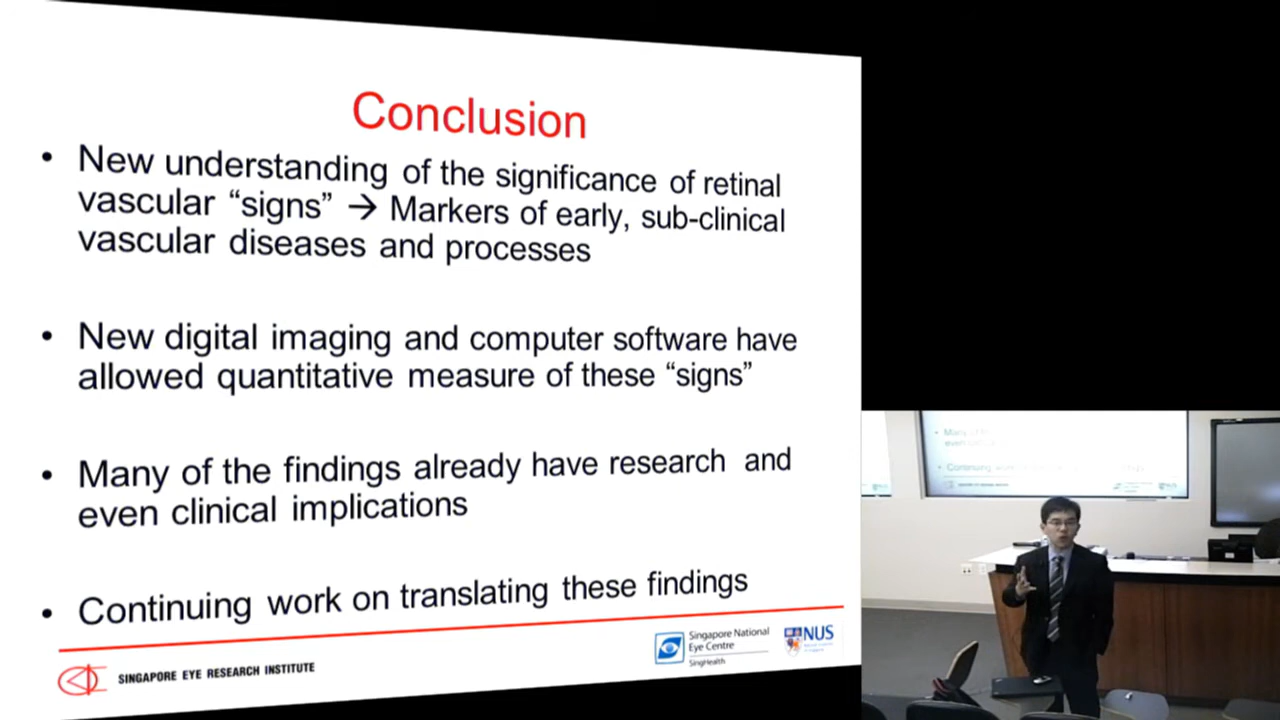 Conclusion
• New understanding of the significance of retinal
vascular “signs” → Markers of early, sub-clinical
vascular diseases and processes
• New digital imaging and computer software have
allowed quantitative measure of these “signs”
• Many of the findings already have research and
even clinical implications
• Continuing work on translating these findings
SINGAPORE EYE RESEARCH INSTITUTE
Singapore National
Eye Centre
SingHealth
NUS